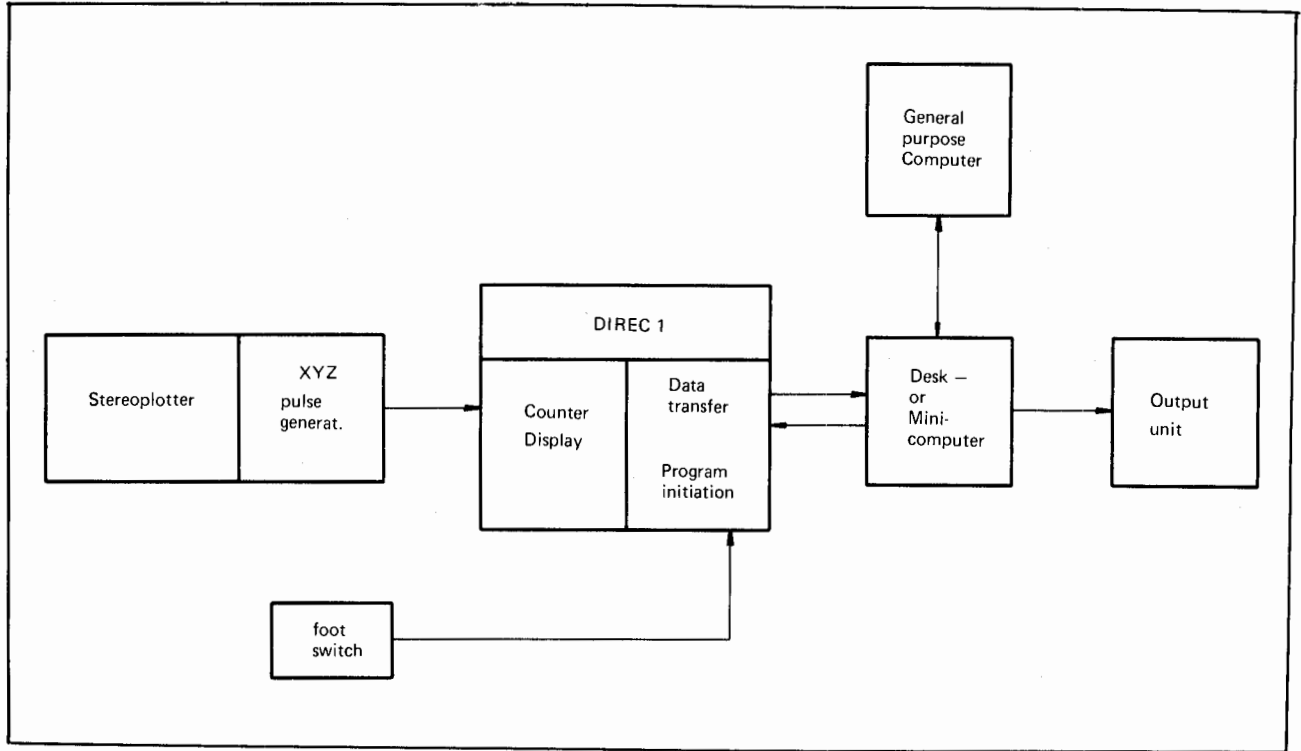 General
purpose
Computer
DIREC 1
Stereoplotter
XYZ
pulse
generat.
Counter
Display
Data
transfer
Program
initiation
Desk –
or
Mini-
computer
Output
unit
foot
switch